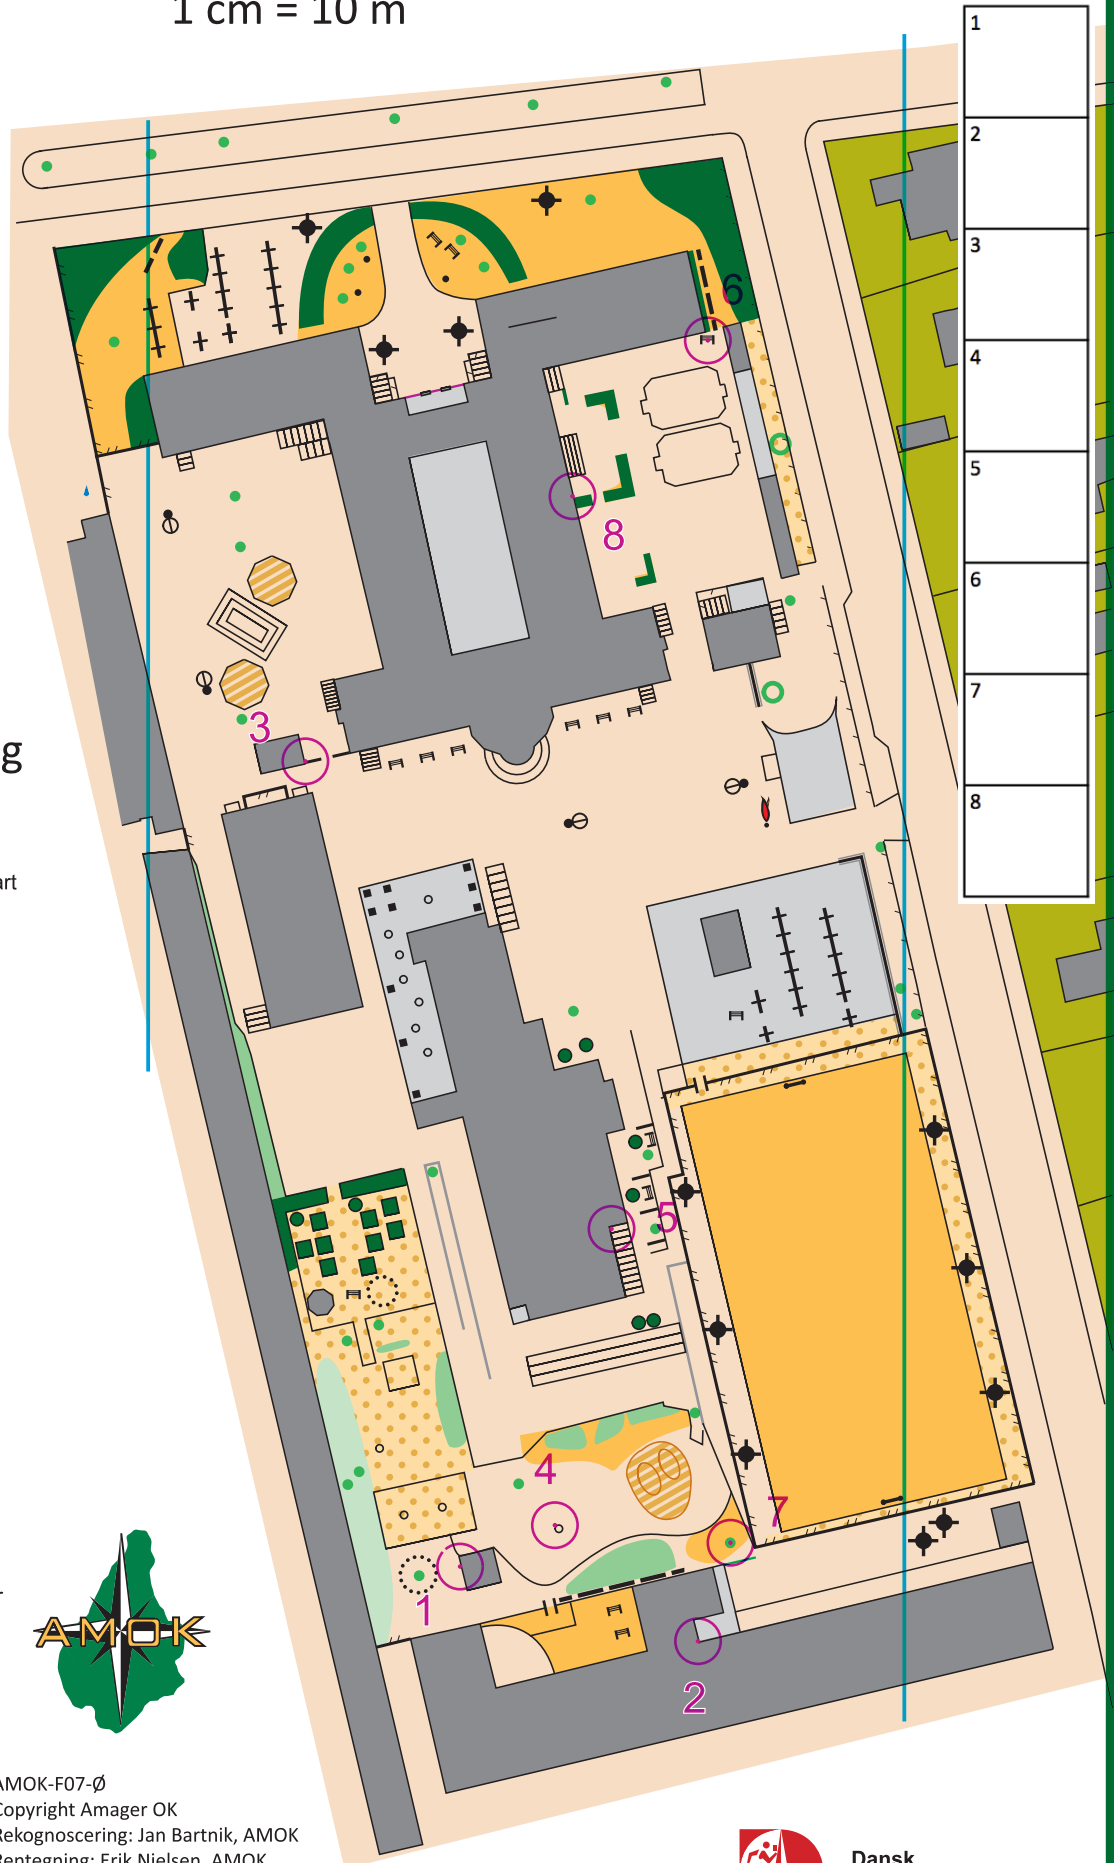 1 cm = 10 m
1
2
3
4
5
6
7
8
6
8
3
g
art
5
4
7
1
2
AMOK
AMOK-F07-Ø
Copyright Amager OK
Rekognoscering: Jan Bartnik, AMOK
Rentegning: Erik Nielsen, AMOK
Dansk